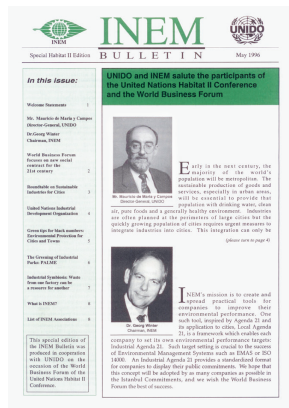 INEM
INEM
UNIDO
Special Habitat II Edition
BULLETIN
May 1996
In this issue:
Welcome Statements 1
Mr. Mauricio de Maria y Campos
Director-General, UNIDO
Dr.Georg Winter
Chairman, INEM
World Business Forum
focuses on new social
contract for the
21st century 2
Roundtable on Sustainable
Industries for Cities 3
United Nations Industrial
Development Organization 4
Green tips for black numbers:
Environmental Protection for
Cities and Towns 5
The Greening of Industrial
Parks: PALME 6
Industrial Symbiosis: Waste
from one factory can be
a resource for another 7
What is INEM? 8
List of INEM Associations 8
This special edition of
the INEM Bulletin was
produced in cooperation
with UNIDO on the
occasion of the World
Business Forum of the
United Nations Habitat II
Conference.
UNIDO and INEM salute the participants of
the United Nations Habitat II Conference
and the World Business Forum
Mr. Mauricio de Maria y Campos
Director General, UNIDO
Early in the next century, the
majority of the world's
population will be metropolitan. The
sustainable production of goods and
services, especially in urban areas,
will be essential to provide that
population with drinking water, clean
air, pure foods and a generally healthy environment. Industries
are often planned at the perimeters of large cities but the
quickly growing population of cities requires urgent measures to
integrate industries into cities. This integration can only be
(please turn to page 4)
Dr. Georg Winter
Chairman, INEM
INEM's mission is to create and
spread practical tools for
companies to improve their
environmental performance. One
such tool, inspired by Agenda 21 and
its application to cities, Local Agenda
21, is a framework which enables each
company to set its own environmental performance targets:
Industrial Agenda 21. Such target setting is crucial to the success
of Environmental Management Systems such as EMAS or ISO
14000. An Industrial Agenda 21 provides a standardized format
for companies to display their public commitments. We hope that
this concept will be adopted by as many companies as possible in
the Istanbul Commitments, and we wish the World Business
Forum the best of success.